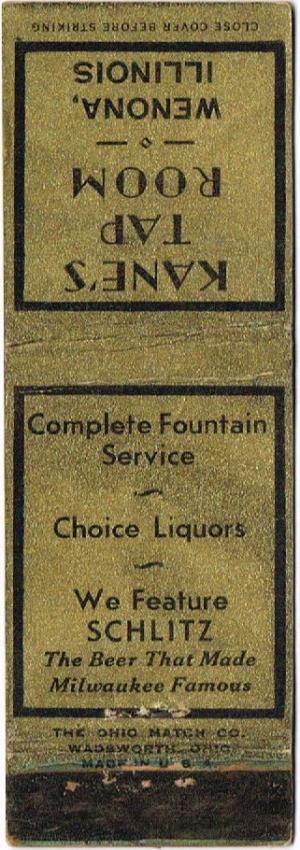 CLOSE COVER BEFORE STRIKING
KANE'S
TAP
ROOM
WENONA,
ILLINOIS
Complete Fountain
Service
Choice Liquors
We Feature
SCHLITZ
The Beer That Made
Milwaukee Famous
THE OHIO MATCH CO.
WADSWORTH, OHIO
MADE IN U. S. A.